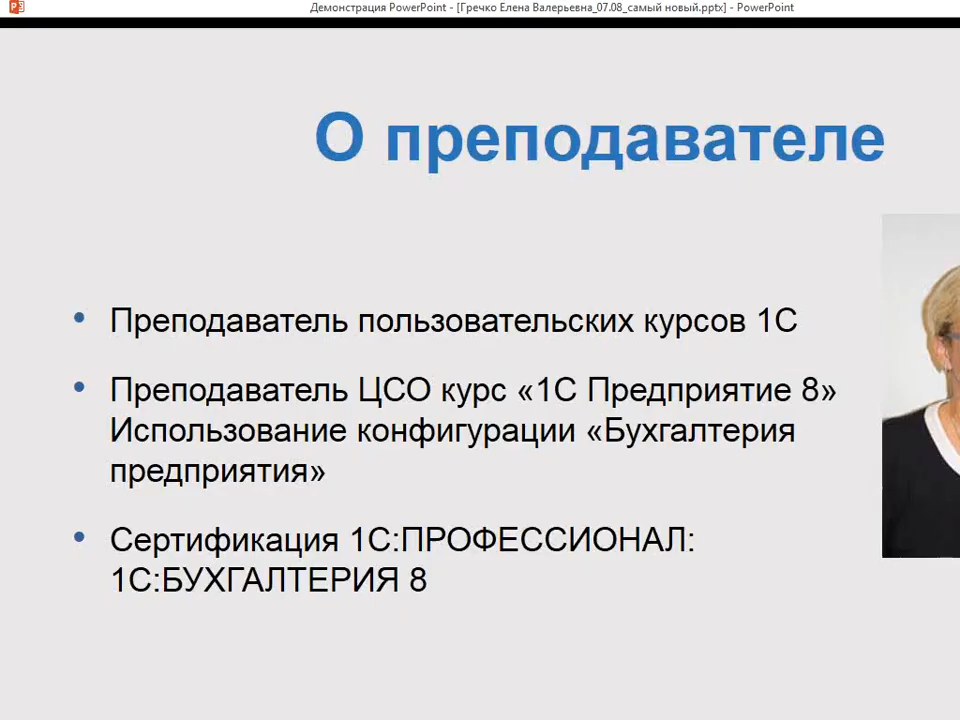 Демонстрация PowerPoint - [Гречко Елена Валерьевна_07.08_самый новый.pptx] - PowerPoint
О преподавателе
• Преподаватель пользовательских курсов 1С
• Преподаватель ЦСО курс «1С Предприятие 8»
Использование конфигурации «Бухгалтерия
предприятия»
• Сертификация 1С:ПРОФЕССИОНАЛ:
1С:БУХГАЛТЕРИЯ 8